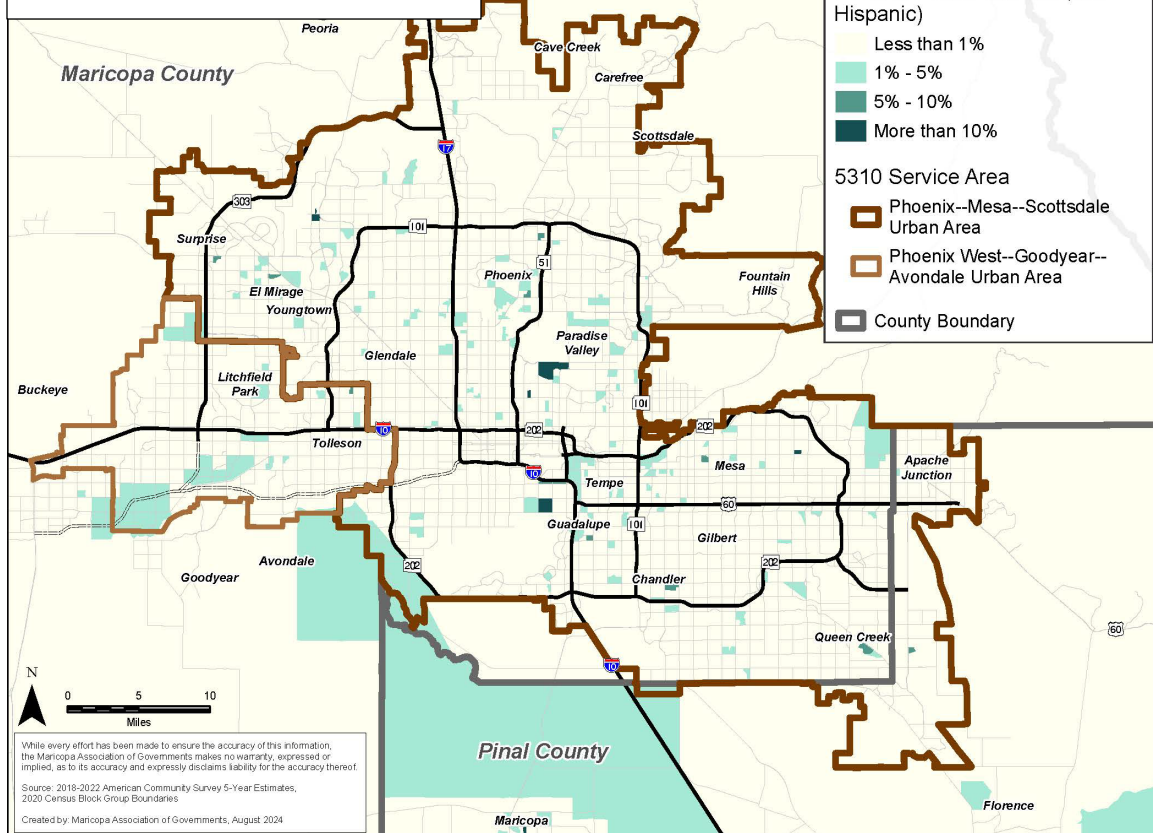 Hispanic)
Less than 1%
1% - 5%
5% - 10%
More than 10%
5310 Service Area
Phoenix--Mesa--Scottsdale
Urban Area
Phoenix West--Goodyear--
Avondale Urban Area
County Boundary
Peoria
Cave Creek
Maricopa County
Carefree
Scottsdale
17
303
101
Surprise
51
Phoenix
Fountain
Hills
El Mirage
Youngtown
Paradise
Valley
Glendale
Litchfield
Park
Buckeye
101
202
10
202
Tolleson
Mesa
Apache
Junction
10
Tempe
60
Guadalupe
101
Gilbert
Avondale
202
202
Goodyear
Chandler
60
Queen Creek
10
N
0 5 10
Miles
Pinal County
While every effort has been made to ensure the accuracy of this information,
the Maricopa Association of Governments makes no warranty, expressed or
implied, as to its accuracy and expressly disclaims liability for the accuracy thereof.
Source: 2018-2022 American Community Survey 5-Year Estimates,
2020 Census Block Group Boundaries
Created by: Maricopa Association of Governments, August 2024
Florence
Maricopa